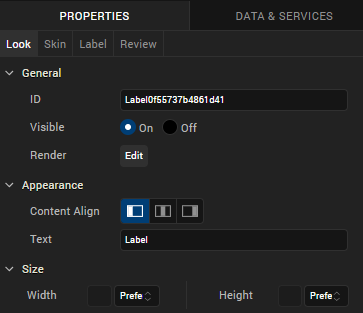 PROPERTIES DATA & SERVICES
Look Skin Label Review
General
ID Label0f55737b4861d41
Visible On Off
Render Edit
Appearance
Content Align
Text Label
Size
Width Prefe Height Prefe